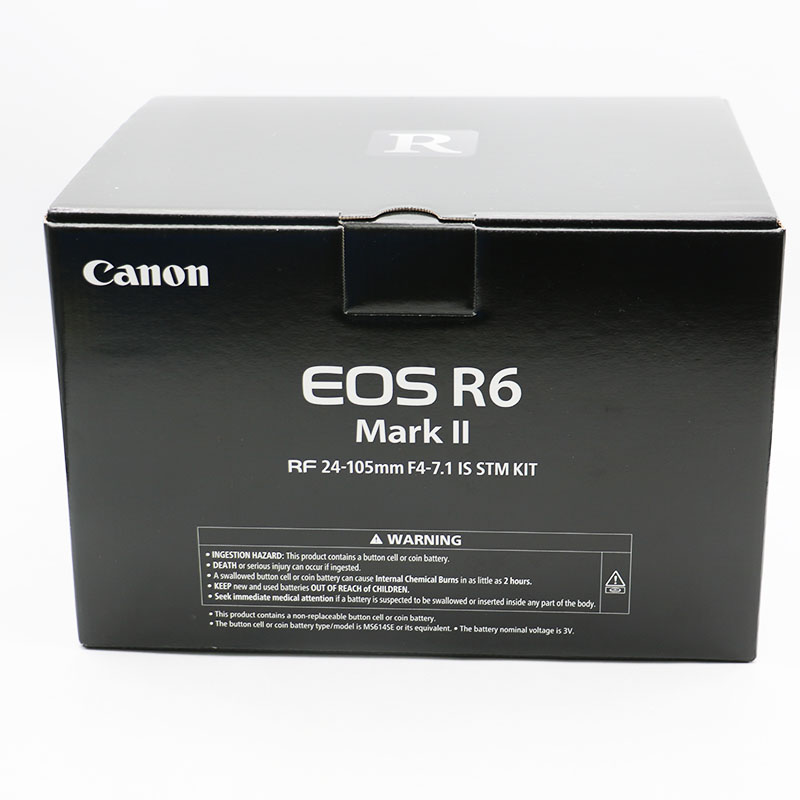 R
Canon
EOS R6
Mark II
RF 24-105mm F4-7.1 IS STM KIT
⚠ WARNING
• INGESTION HAZARD: This product contains a button cell or coin battery.
• DEATH or serious injury can occur if ingested.
• A swallowed button cell or coin battery can cause Internal Chemical Burns in as little as 2 hours.
• KEEP new and used batteries OUT OF REACH of CHILDREN.
• Seek immediate medical attention if a battery is suspected to be swallowed or inserted inside any part of the body.
• This product contains a non-replaceable button cell or coin battery.
• The button cell or coin battery type/model is MS614SE or its equivalent. • The battery nominal voltage is 3V.